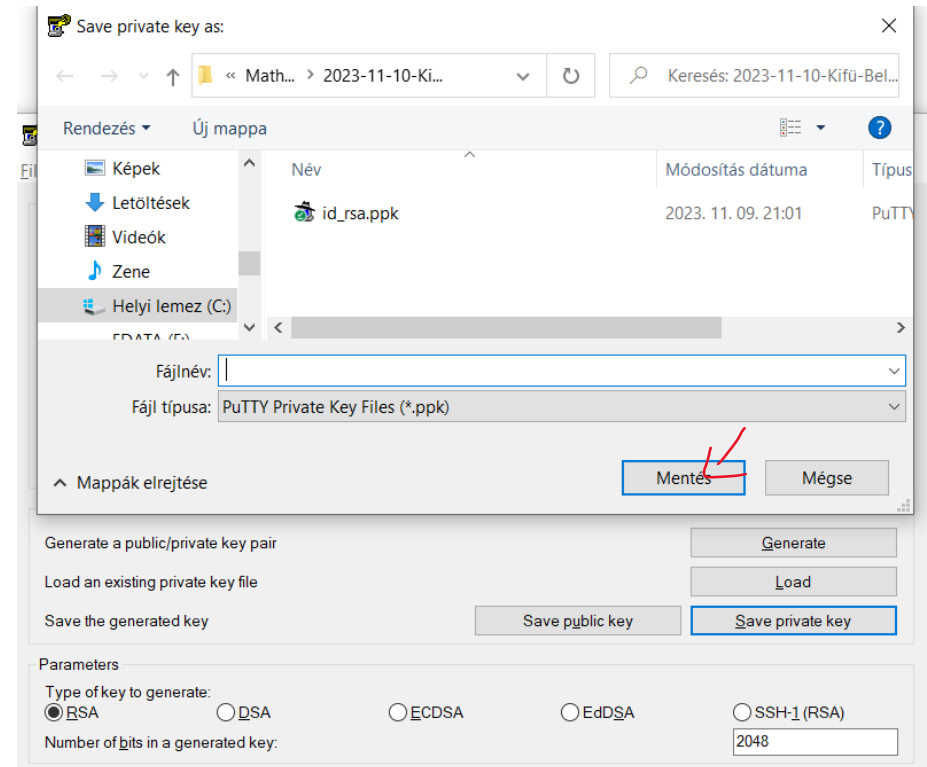 Save private key as:
« Math... > 2023-11-10-Ki...
Keresés: 2023-11-10-Kifü-Bel...
Rendezés Új mappa
Fil
Képek
Letöltések
Videók
Zene
Helyi lemez (C:)
Név Módosítás dátuma Típus
id_rsa.ppk 2023. 11. 09. 21:01 PuTTY
Fájlnév:
Fájl típusa: PuTTY Private Key Files (*.ppk)
Mappák elrejtése Mentés Mégse
Generate a public/private key pair Generate
Load an existing private key file Load
Save the generated key Save public key Save private key
Parameters
Type of key to generate:
RSA DSA ECDSA EdDSA SSH-1 (RSA)
Number of bits in a generated key: 2048